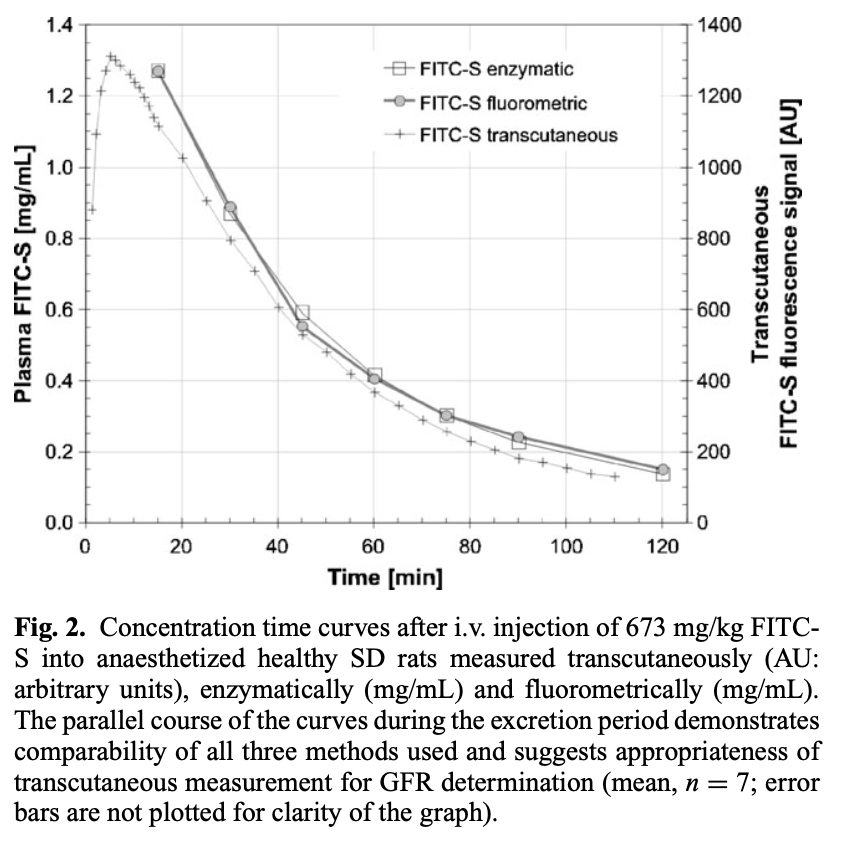 1.4
1.2
1.0
0.8
0.6
0.4
0.2
0.0
Plasma FITC-S [mg/mL]
FITC-S enzymatic
FITC-S fluorometric
FITC-S transcutaneous
1400
1200
1000
800
600
400
200
0
Transcutaneous
FITC-S fluorescence signal [AU]
0 20 40 60 80 100 120
Time [min]
Fig. 2. Concentration time curves after i.v. injection of 673 mg/kg FITC-
S into anaesthetized healthy SD rats measured transcutaneously (AU:
arbitrary units), enzymatically (mg/mL) and fluorometrically (mg/mL).
The parallel course of the curves during the excretion period demonstrates
comparability of all three methods used and suggests appropriateness of
transcutaneous measurement for GFR determination (mean, n = 7; error
bars are not plotted for clarity of the graph).